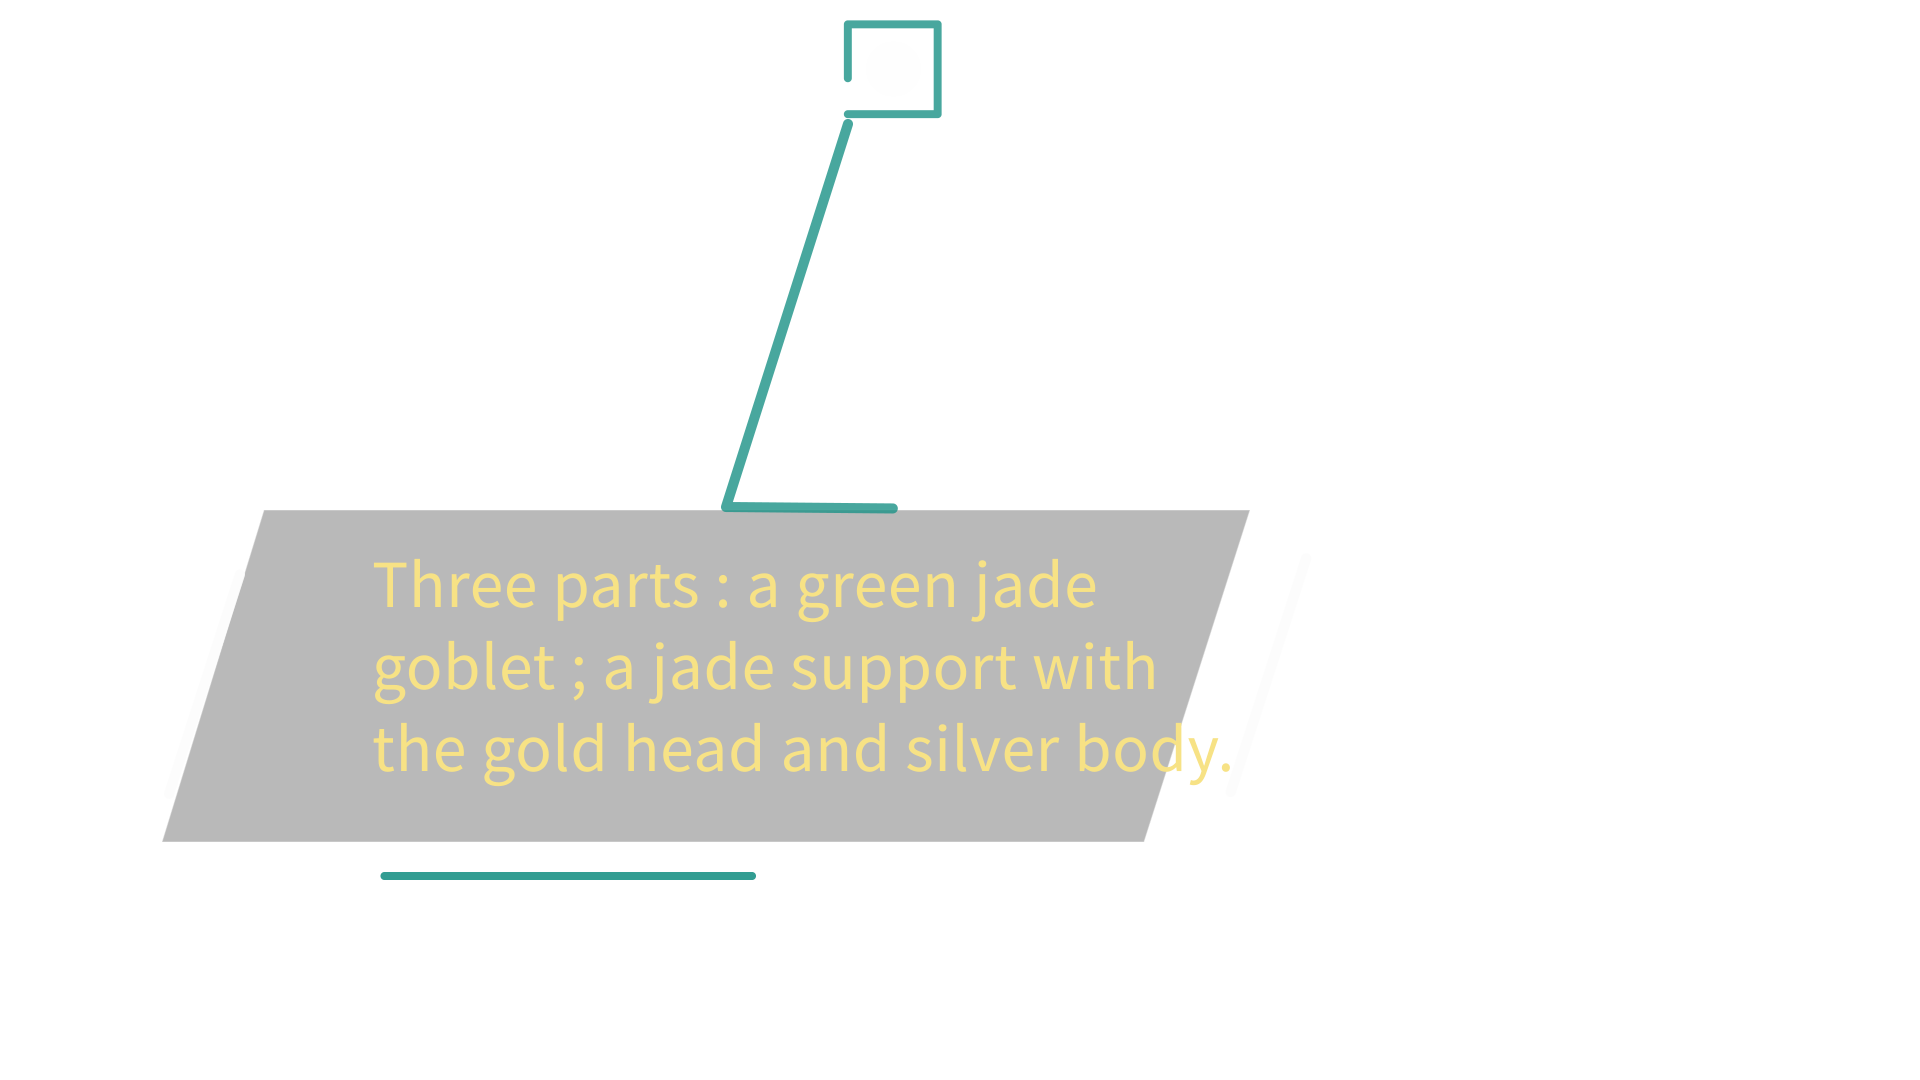 Three parts : a green jade
goblet ; a jade support with
the gold head and silver body.